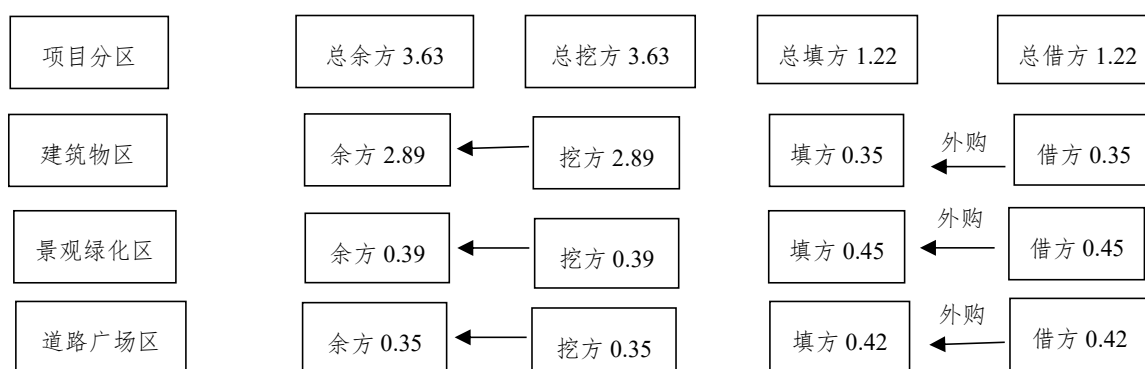 项目分区 总余方 3.63 总挖方 3.63 总填方 1.22 总借方 1.22
建筑物区 余方 2.89 挖方 2.89 填方 0.35 外购 借方 0.35
景观绿化区 余方 0.39 挖方 0.39 填方 0.45 外购 借方 0.45
道路广场区 余方 0.35 挖方 0.35 填方 0.42 外购 借方 0.42